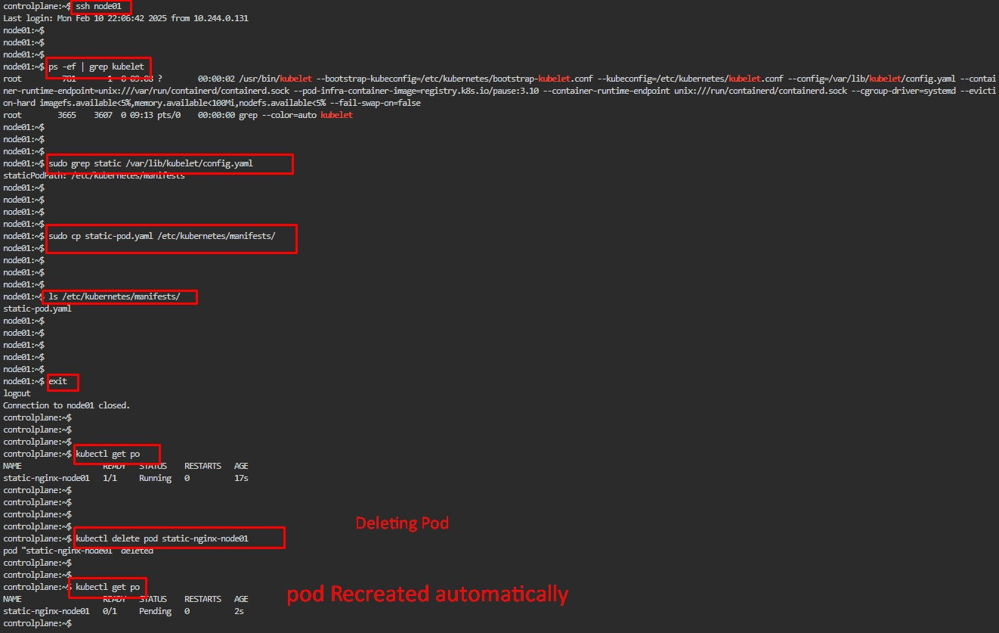 controlplane:~$ ssh node01
Last login: Mon Feb 10 22:06:42 2025 from 10.244.0.131
node01:~$
node01:~$
node01:~$
node01:~$ ps -ef | grep kubelet
root 781 1 0 09:08 ? 00:00:02 /usr/bin/kubelet --bootstrap-kubeconfig=/etc/kubernetes/bootstrap-kubelet.conf --kubeconfig=/etc/kubernetes/kubelet.conf --config=/var/lib/kubelet/config.yaml --contai
ner-runtime-endpoint=unix:///var/run/containerd/containerd.sock --pod-infra-container-image=registry.k8s.io/pause:3.10 --container-runtime-endpoint unix:///run/containerd/containerd.sock --cgroup-driver=systemd --evicti
on-hard imagefs.available<5%,memory.available<100Mi,nodefs.available<5% --fail-swap-on=false
root 3665 3607 0 09:13 pts/0 00:00:00 grep --color=auto kubelet
node01:~$
node01:~$
node01:~$
node01:~$ sudo grep static /var/lib/kubelet/config.yaml
staticPodPath: /etc/kubernetes/manifests
node01:~$
node01:~$
node01:~$
node01:~$
node01:~$ sudo cp static-pod.yaml /etc/kubernetes/manifests/
node01:~$
node01:~$
node01:~$
node01:~$
node01:~$ ls /etc/kubernetes/manifests/
static-pod.yaml
node01:~$
node01:~$
node01:~$
node01:~$
node01:~$
node01:~$ exit
logout
Connection to node01 closed.
controlplane:~$
controlplane:~$
controlplane:~$
controlplane:~$ kubectl get po
NAME READY STATUS RESTARTS AGE
static-nginx-node01 1/1 Running 0 17s
controlplane:~$
controlplane:~$
controlplane:~$
controlplane:~$
Deleting Pod
controlplane:~$ kubectl delete pod static-nginx-node01
pod "static-nginx-node01" deleted
controlplane:~$
controlplane:~$
controlplane:~$ kubectl get po
pod Recreated automatically
NAME READY STATUS RESTARTS AGE
static-nginx-node01 0/1 Pending 0 2s
controlplane:~$